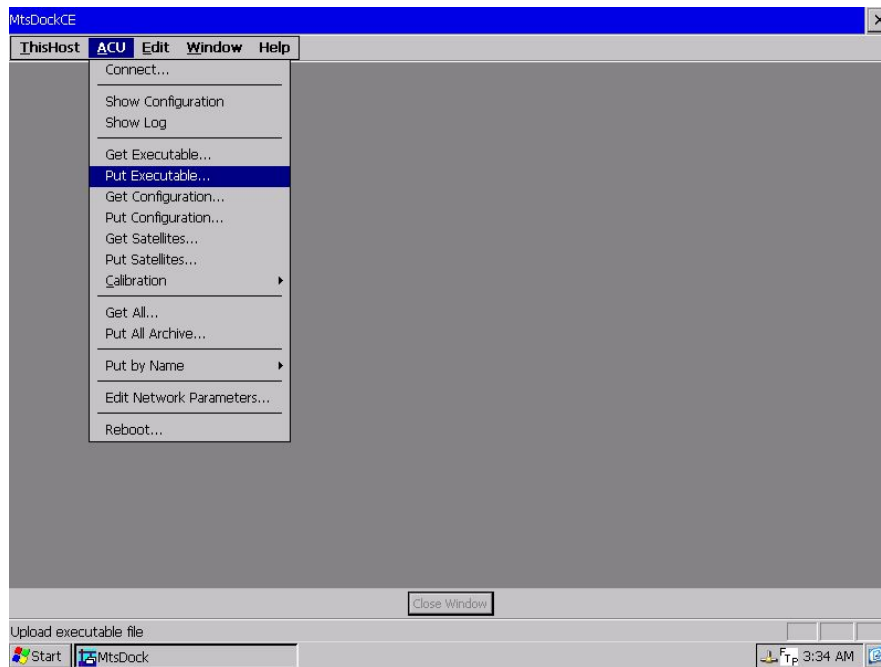 MtsDockCE
ThisHost ACU Edit Window Help
Connect...
Show Configuration
Show Log
Get Executable...
Put Executable...
Get Configuration...
Put Configuration...
Get Satellites...
Put Satellites...
Calibration
Get All...
Put All Archive...
Put by Name
Edit Network Parameters...
Reboot...
Close Window
Upload executable file
Start MtsDock FTP 3:34 AM